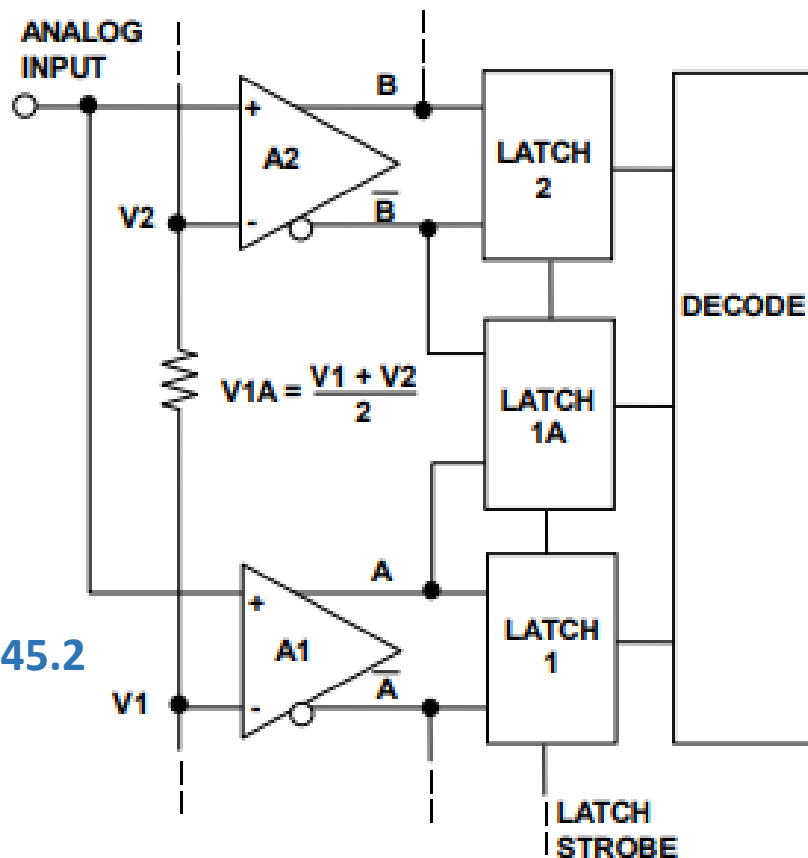 ANALOG
INPUT
B
+
A2
LATCH
2
B̅
V2
-
DECODE
V1A = V1 + V2
2
LATCH
1A
A
+
A1
LATCH
1
45.2
A̅
V1
-
LATCH
STROBE